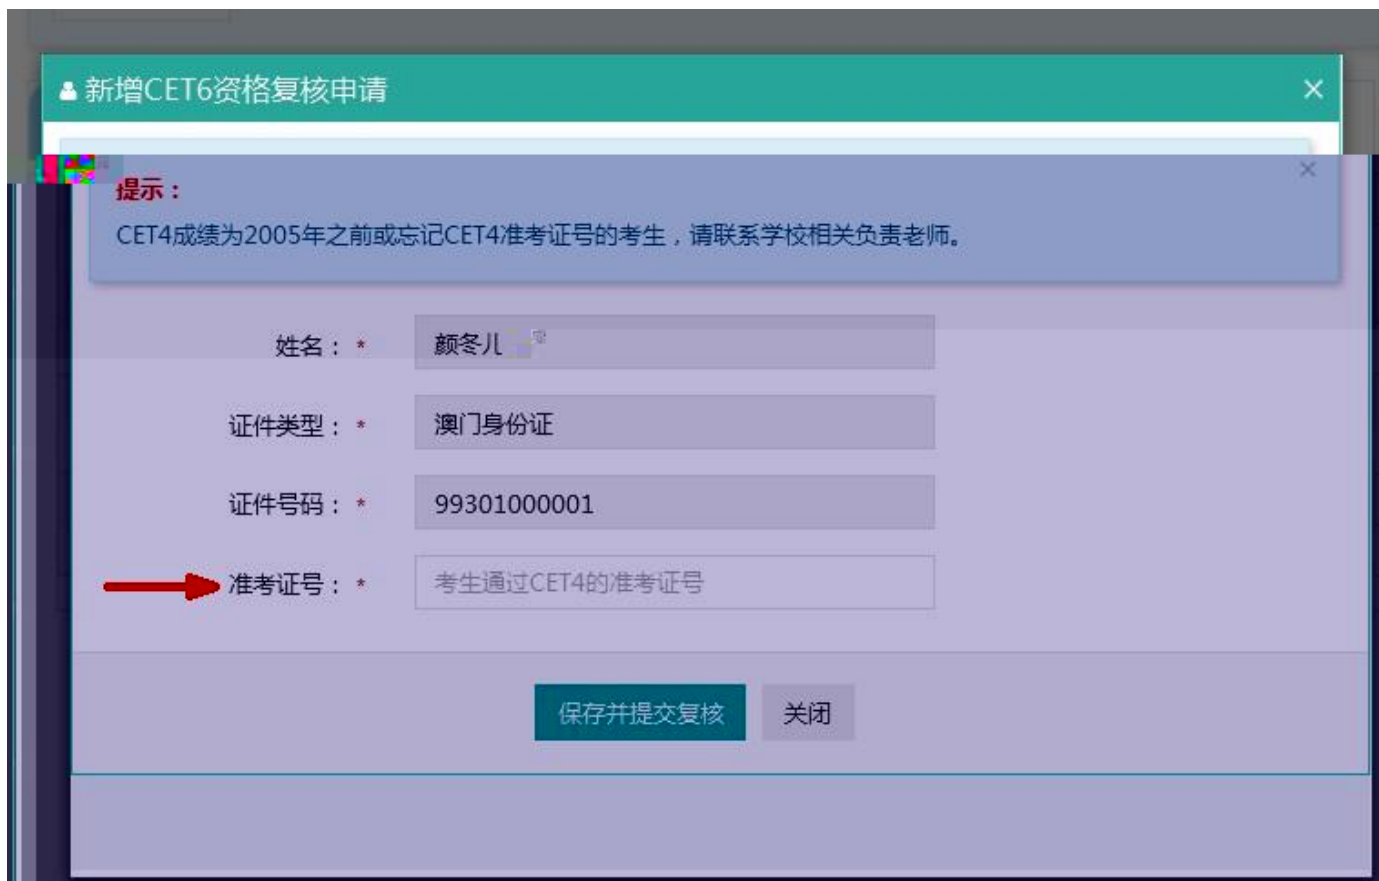 新增CET6资格复核申请
提示：
CET4成绩为2005年之前或忘记CET4准考证号的考生，请联系学校相关负责老师。
姓名：* 颜冬儿
证件类型：* 澳门身份证
证件号码：* 99301000001
准考证号：* 考生通过CET4的准考证号
保存并提交复核 关闭